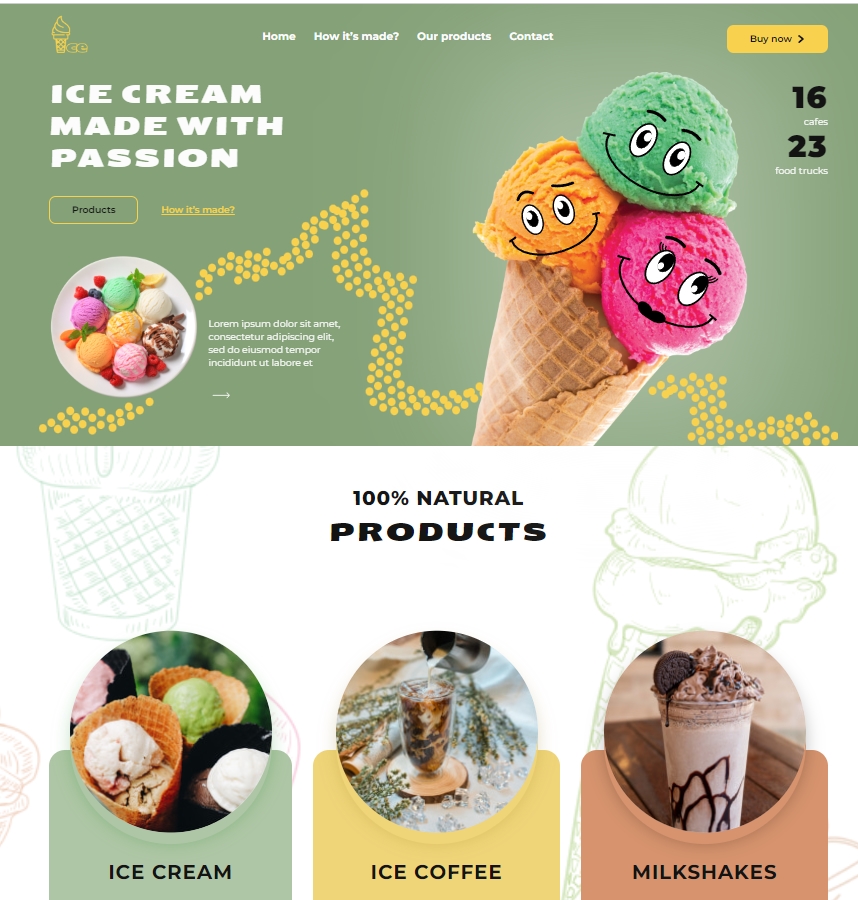 Ice
Home How it's made? Our products Contact
Buy now
ICE CREAM
MADE WITH
PASSION
16
cafes
23
food trucks
Products How it's made?
Lorem ipsum dolor sit amet,
consectetur adipiscing elit,
sed do eiusmod tempor
incididunt ut labore et
100% NATURAL
PRODUCTS
ICE CREAM
ICE COFFEE
MILKSHAKES